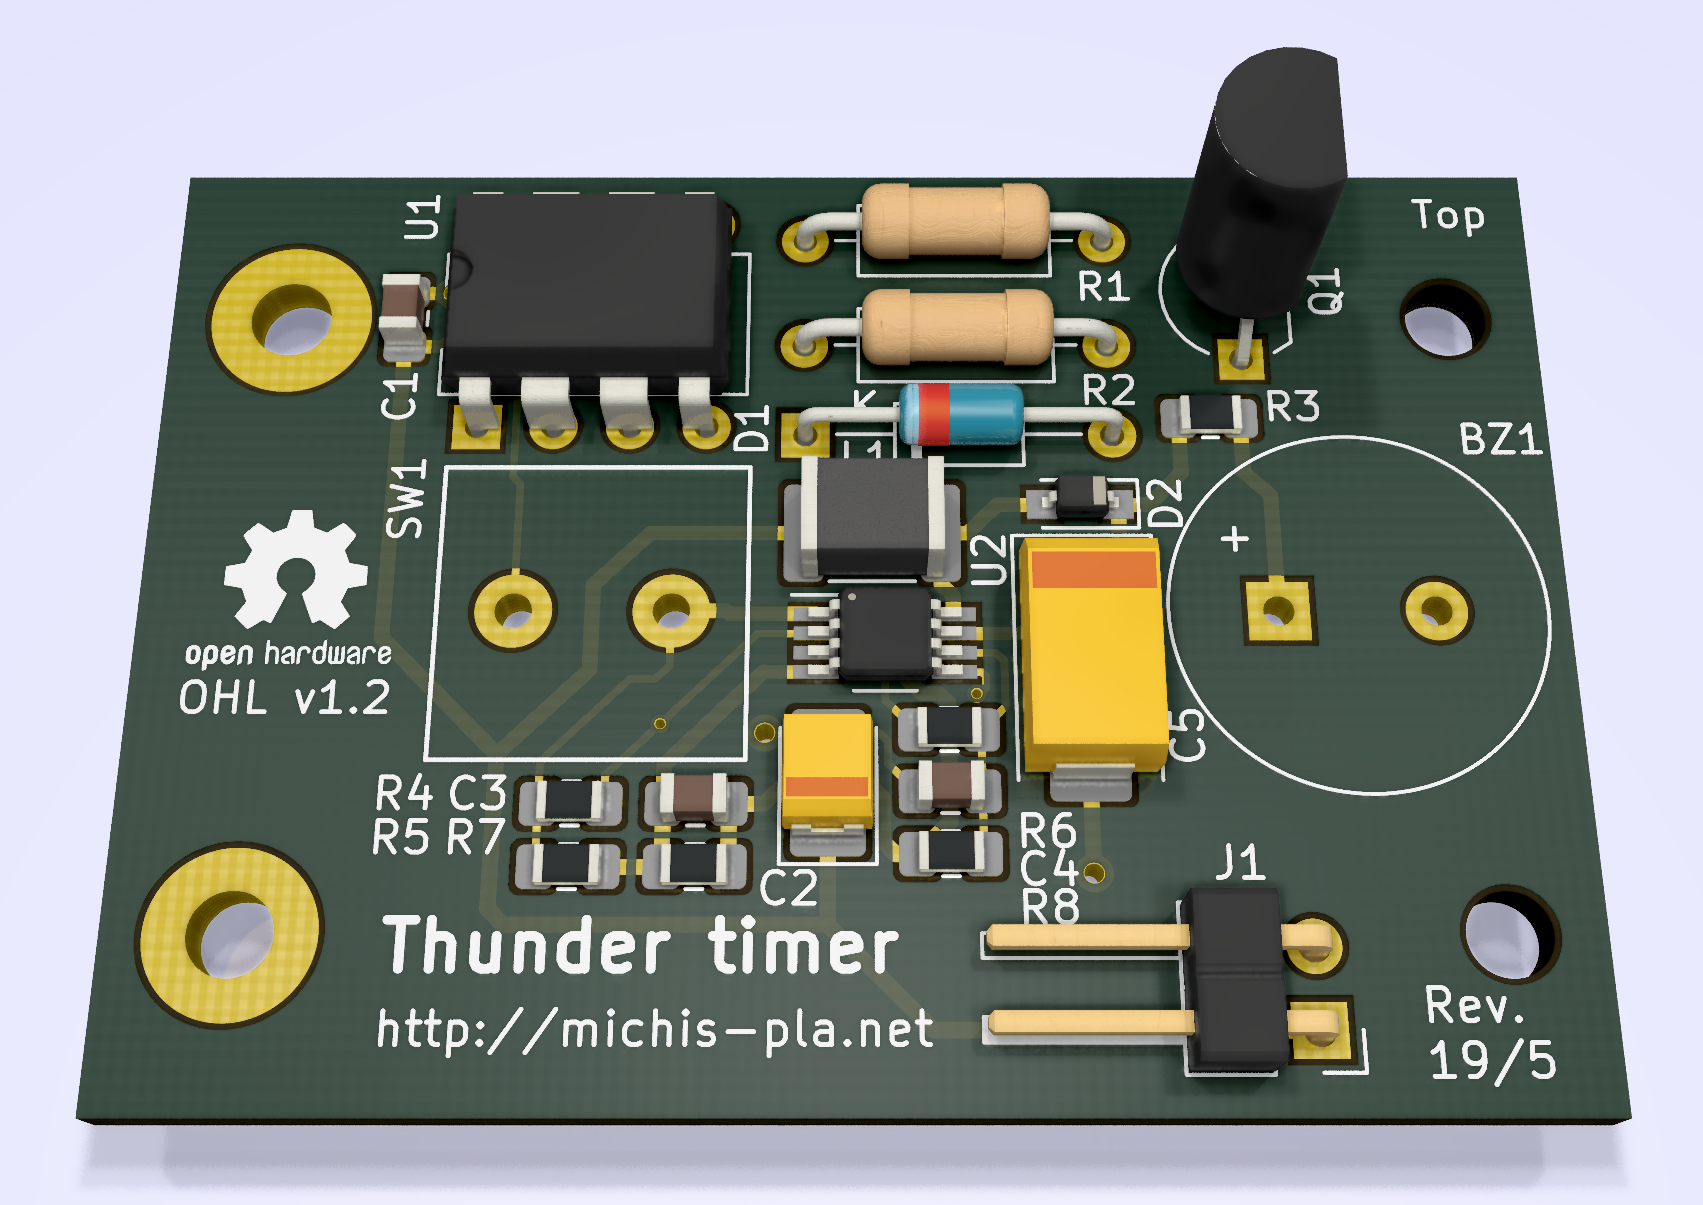 U1
Top
R1
Q1
C1
R2
R3
K
D1
BZ1
L1
SW1
D2
+
U2
open hardware
OHL v1.2
C5
R4 C3
R5 R7
R6
C4
R8
C2
J1
Thunder timer
http://michis-pla.net
Rev.
19/5